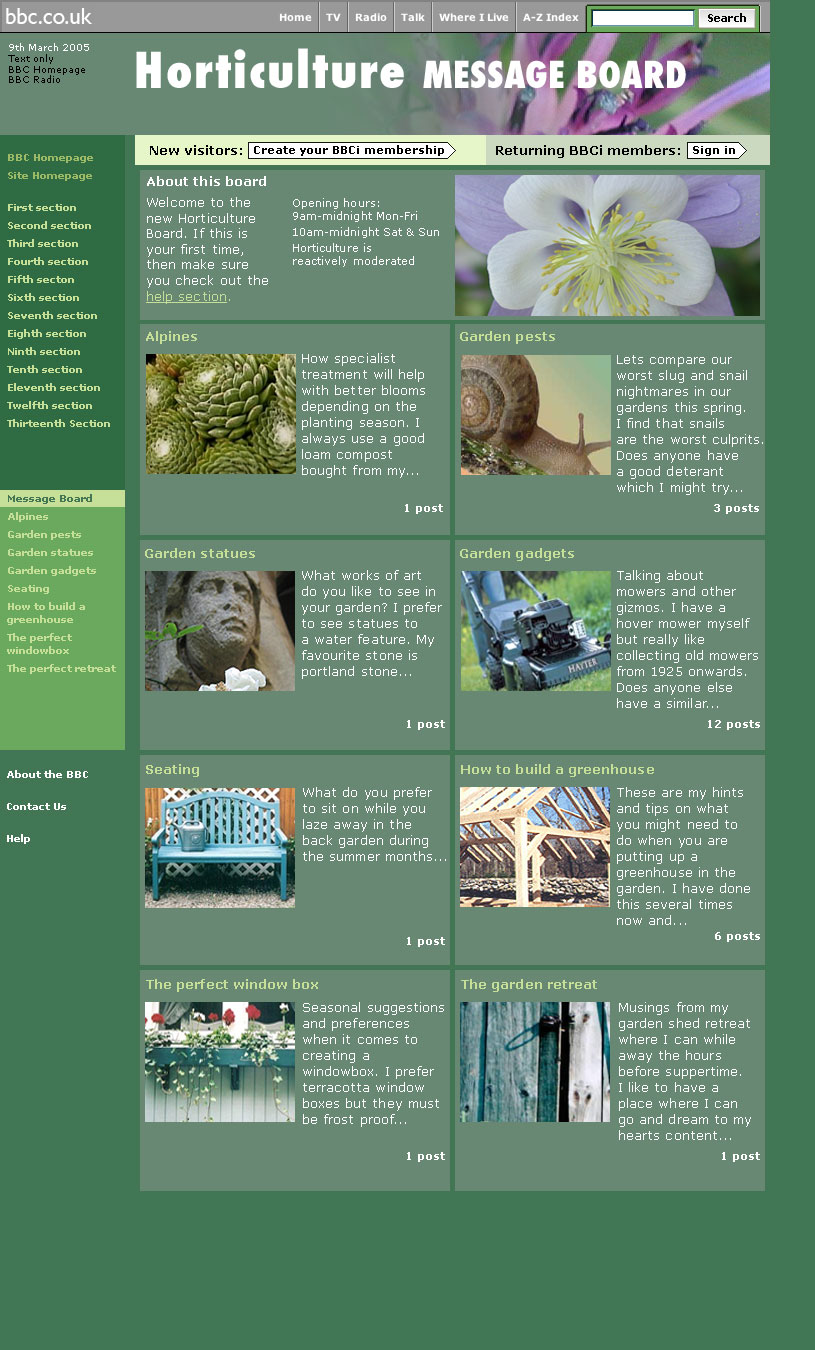 bbc.co.uk
Home
TV
Radio
Talk
Where I Live
A-Z Index
Search
9th March 2005
Text only
BBC Homepage
BBC Radio
Horticulture MESSAGE BOARD
New visitors: Create your BBCi membership
Returning BBCi members: Sign in
BBC Homepage
Site Homepage
First section
Second section
Third section
Fourth section
Fifth secton
Sixth section
Seventh section
Eighth section
Ninth section
Tenth section
Eleventh section
Twelfth section
Thirteenth Section
Message Board
Alpines
Garden pests
Garden statues
Garden gadgets
Seating
How to build a
greenhouse
The perfect
windowbox
The perfect retreat
About the BBC
Contact Us
Help
About this board
Welcome to the
new Horticulture
Board. If this is
your first time,
then make sure
you check out the
help section.
Opening hours:
9am-midnight Mon-Fri
10am-midnight Sat & Sun
Horticulture is
reactively moderated
Alpines
How specialist
treatment will help
with better blooms
depending on the
planting season. I
always use a good
loam compost
bought from my...
1 post
Garden pests
Lets compare our
worst slug and snail
nightmares in our
gardens this spring.
I find that snails
are the worst culprits.
Does anyone have
a good deterant
which I might try...
3 posts
Garden statues
What works of art
do you like to see in
your garden? I prefer
to see statues to
a water feature. My
favourite stone is
portland stone...
1 post
Garden gadgets
HAYTER
Talking about
mowers and other
gizmos. I have a
hover mower myself
but really like
collecting old mowers
from 1925 onwards.
Does anyone else
have a similar...
12 posts
Seating
What do you prefer
to sit on while you
laze away in the
back garden during
the summer months...
1 post
How to build a greenhouse
These are my hints
and tips on what
you might need to
do when you are
putting up a
greenhouse in the
garden. I have done
this several times
now and...
6 posts
The perfect window box
Seasonal suggestions
and preferences
when it comes to
creating a
windowbox. I prefer
terracotta window
boxes but they must
be frost proof...
1 post
The garden retreat
Musings from my
garden shed retreat
where I can while
away the hours
before suppertime.
I like to have a
place where I can
go and dream to my
hearts content...
1 post